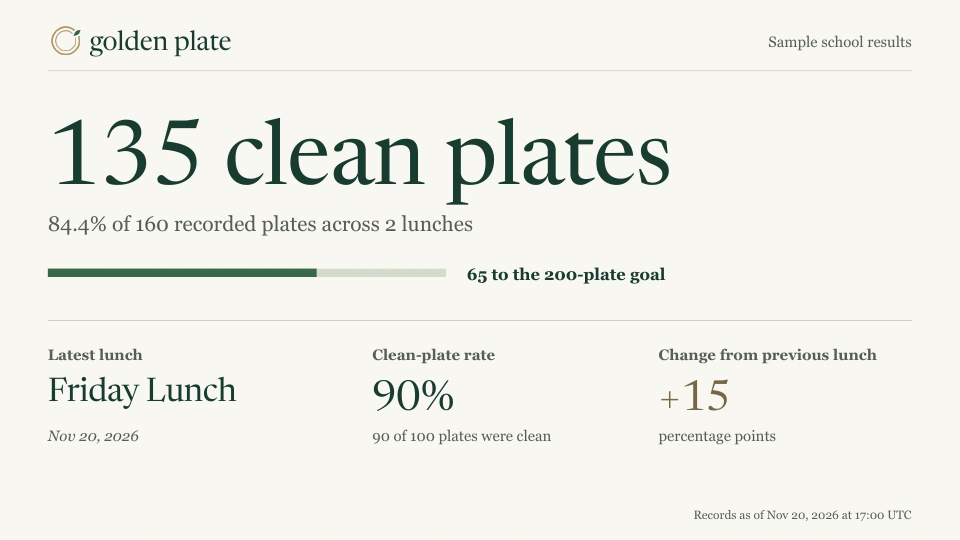 golden plate
Sample school results
135 clean plates
84.4% of 160 recorded plates across 2 lunches
65 to the 200-plate goal
Latest lunch
Friday Lunch
Nov 20, 2026
Clean-plate rate
90%
90 of 100 plates were clean
Change from previous lunch
+15
percentage points
Records as of Nov 20, 2026 at 17:00 UTC